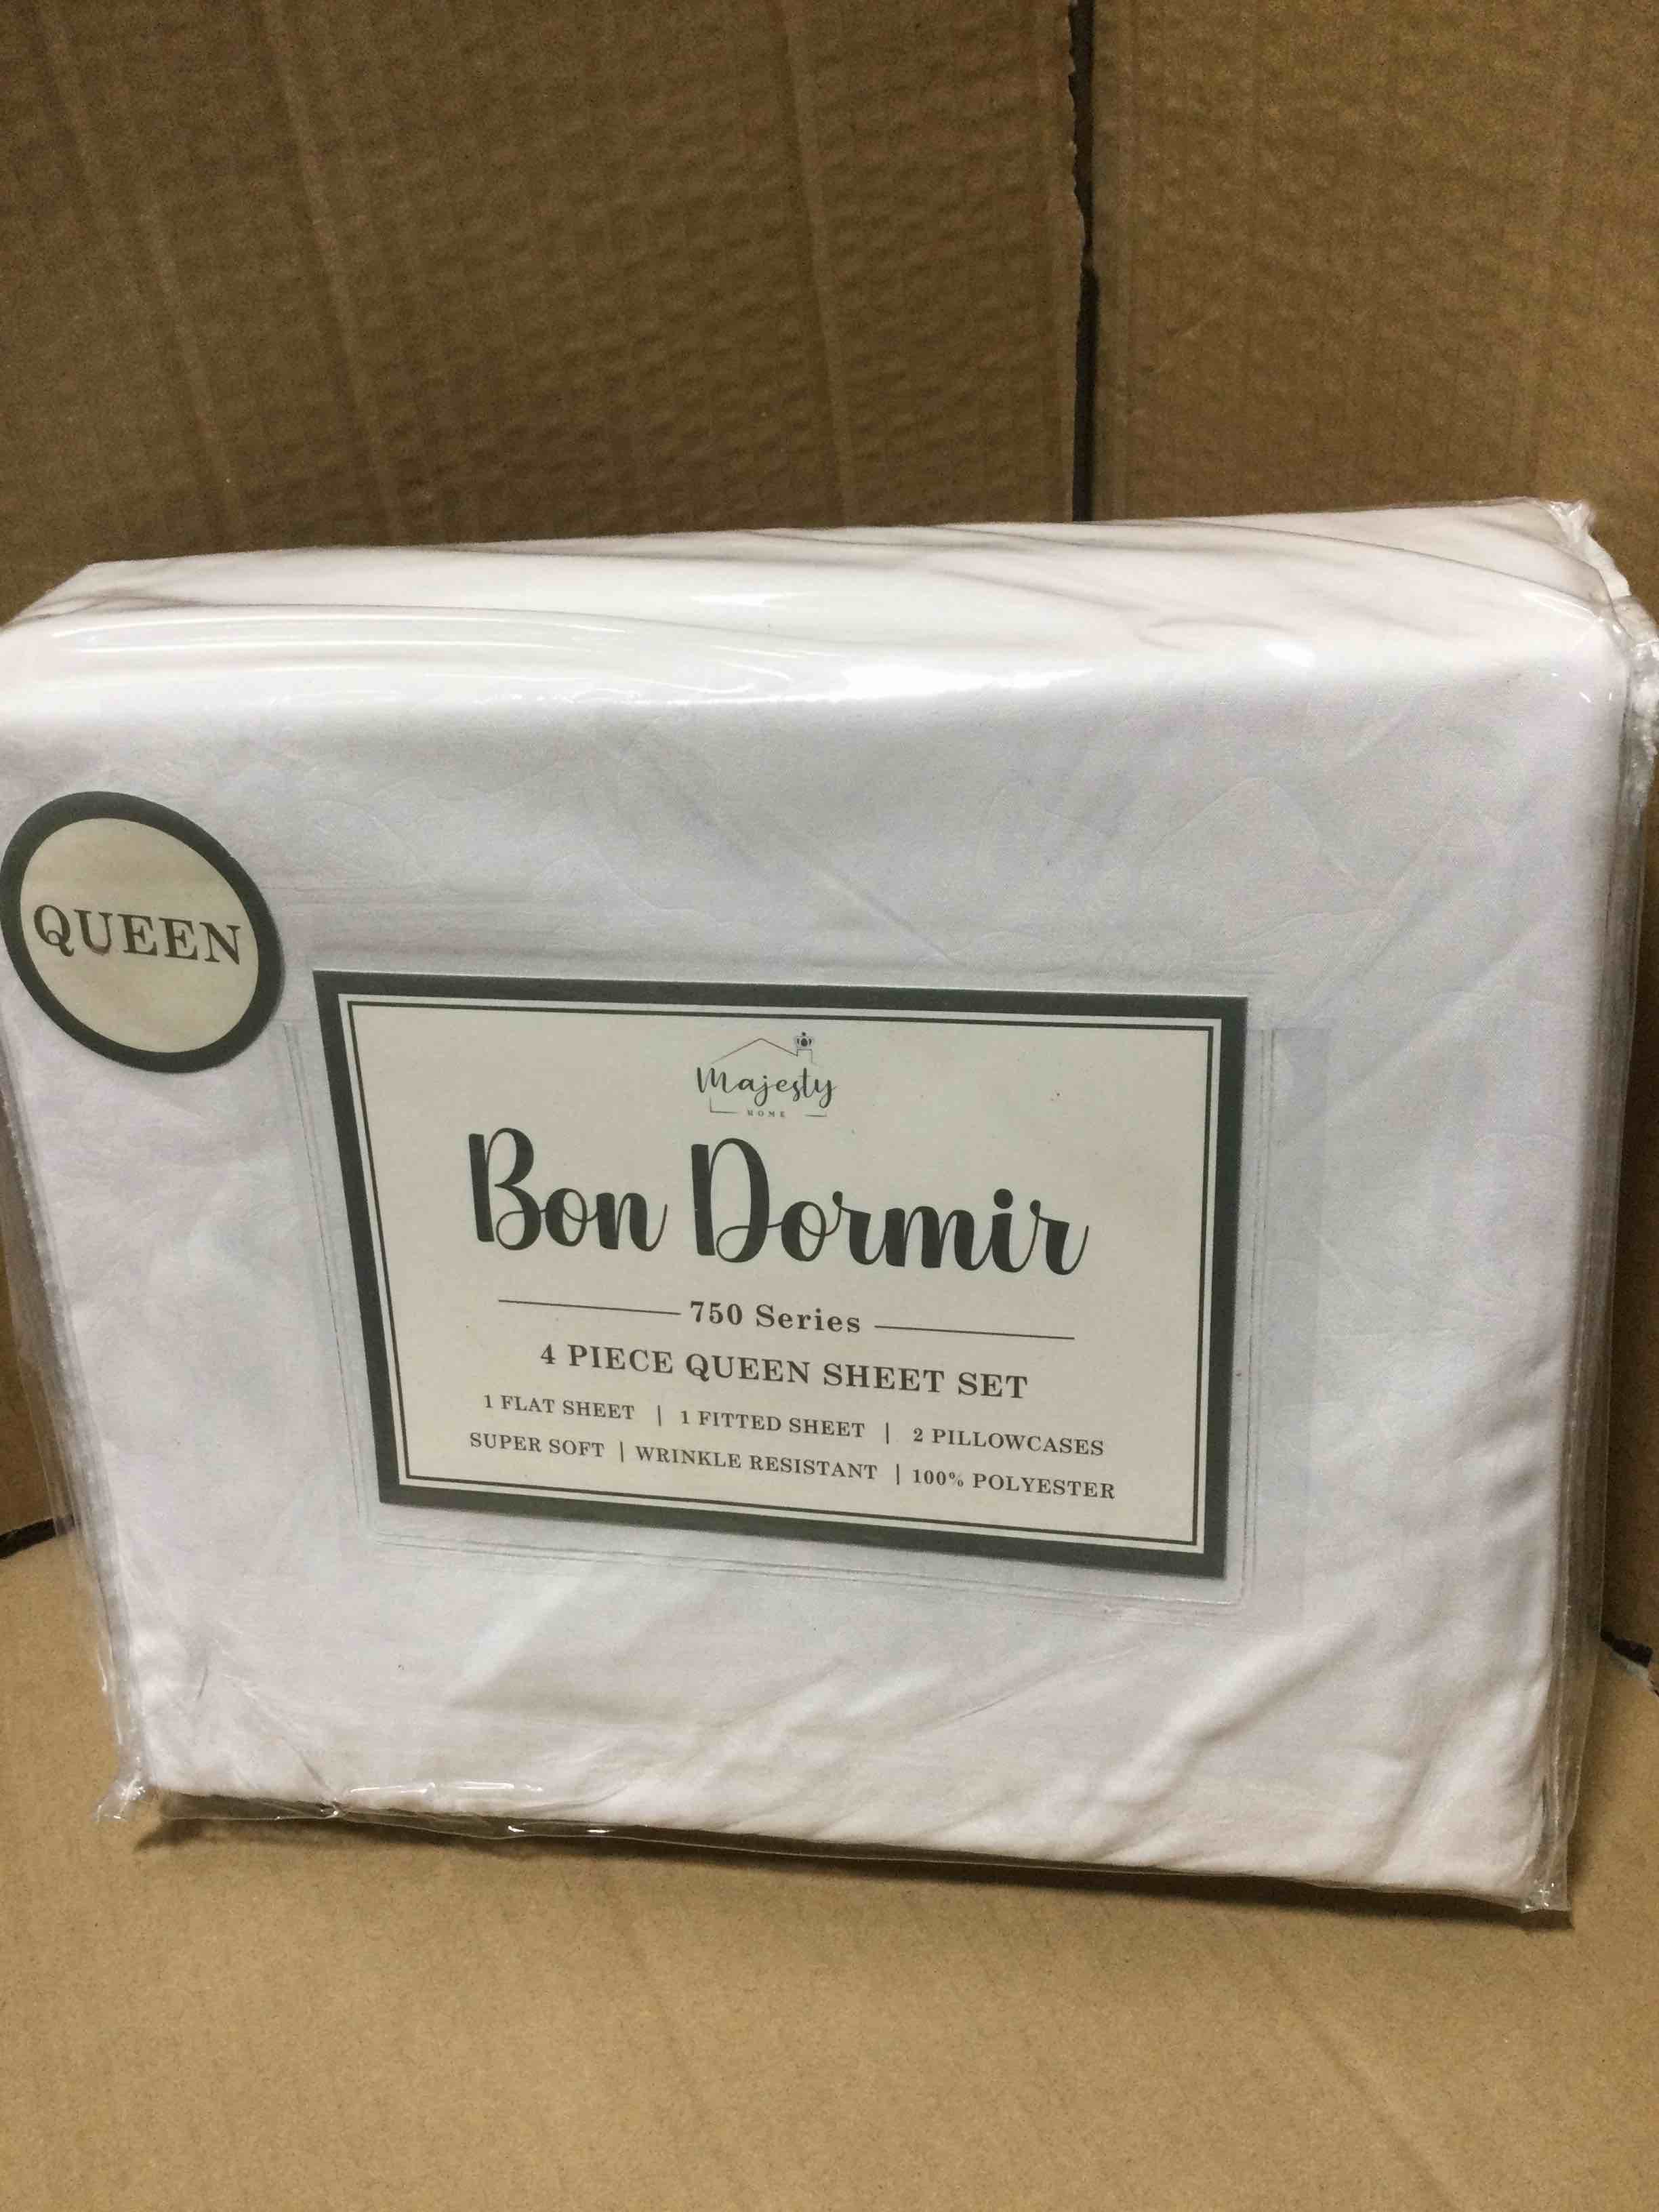 QUEEN
Majesty
HOME
Bon Dormir
750 Series
4 PIECE QUEEN SHEET SET
1 FLAT SHEET | 1 FITTED SHEET | 2 PILLOWCASES
SUPER SOFT | WRINKLE RESISTANT | 100% POLYESTER